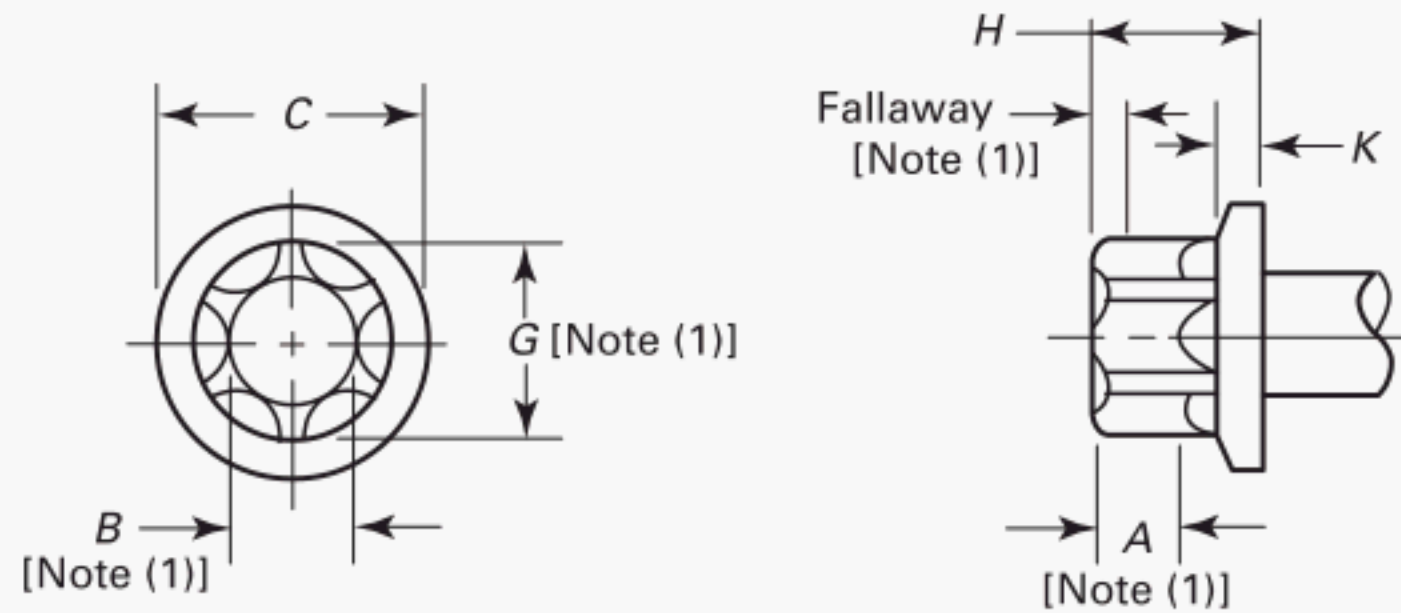 C
G [Note (1)]
B
[Note (1)]
H
Fallaway
[Note (1)]
K
A
[Note (1)]